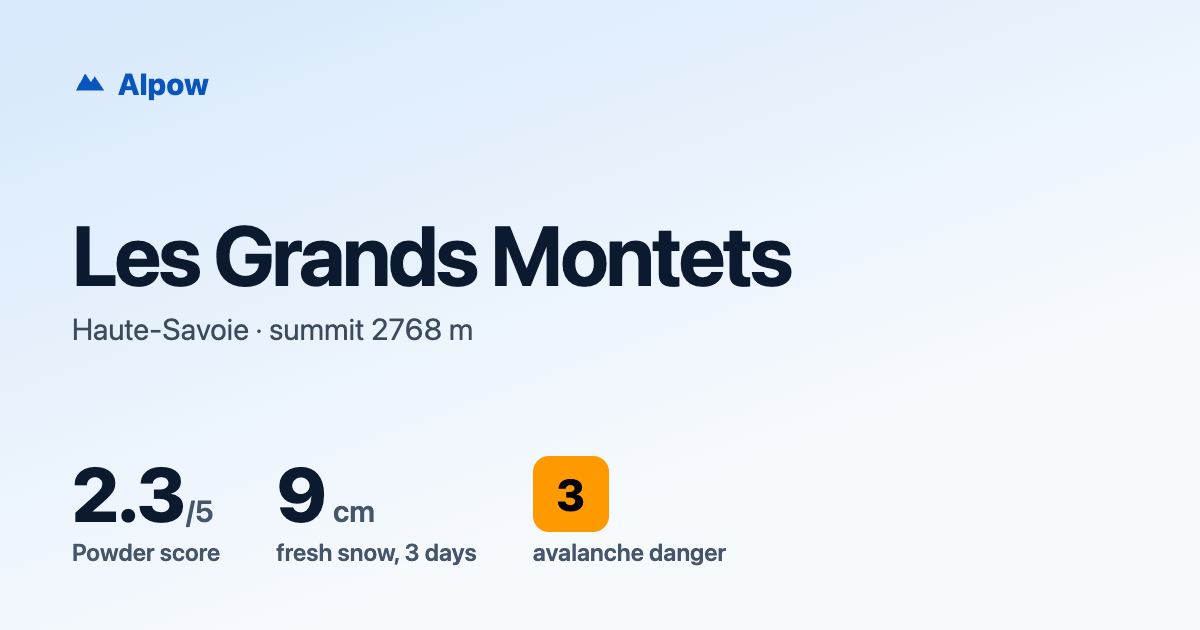 Alpow
Les Grands Montets
Haute-Savoie · summit 2768 m
2.3/5
Powder score
9 cm
fresh snow, 3 days
3
avalanche danger